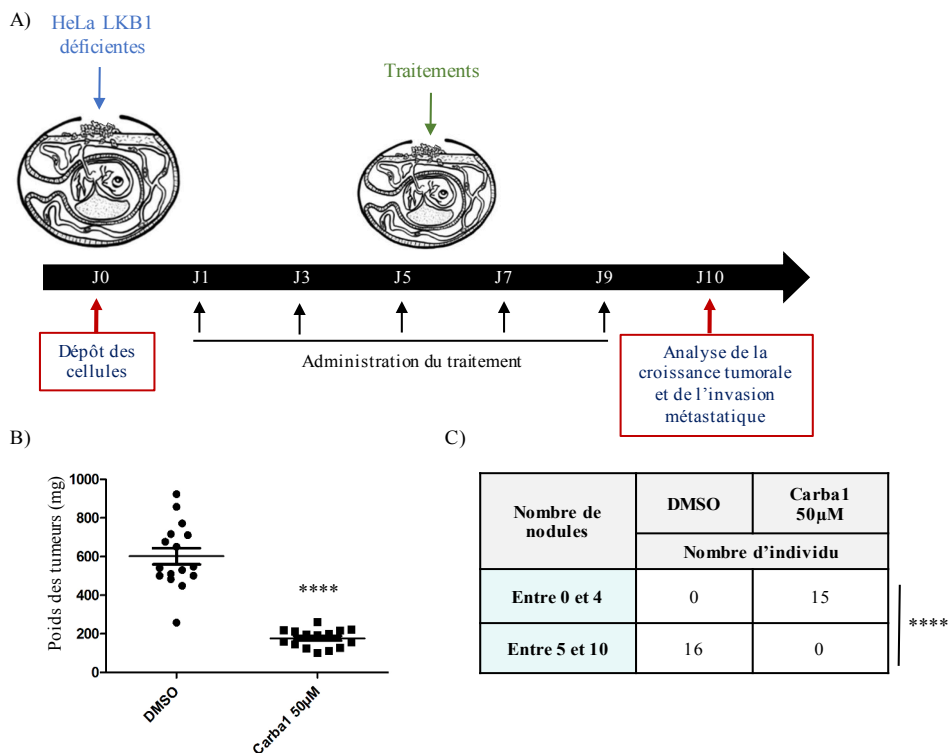 A)
HeLa LKB1
déficientes
Traitements
J0 J1 J3 J5 J7 J9 J10
Dépôt des
cellules
Administration du traitement
Analyse de la
croissance tumorale
et de l'invasion
métastatique
B)
Poids des tumeurs (mg)
1000
800
600
400
200
0
****
DMSO
Carba1 50µM
C)
Nombre de
nodules
DMSO
Carba1
50µM
Nombre d'individu
Entre 0 et 4 0 15
Entre 5 et 10 16 0
****